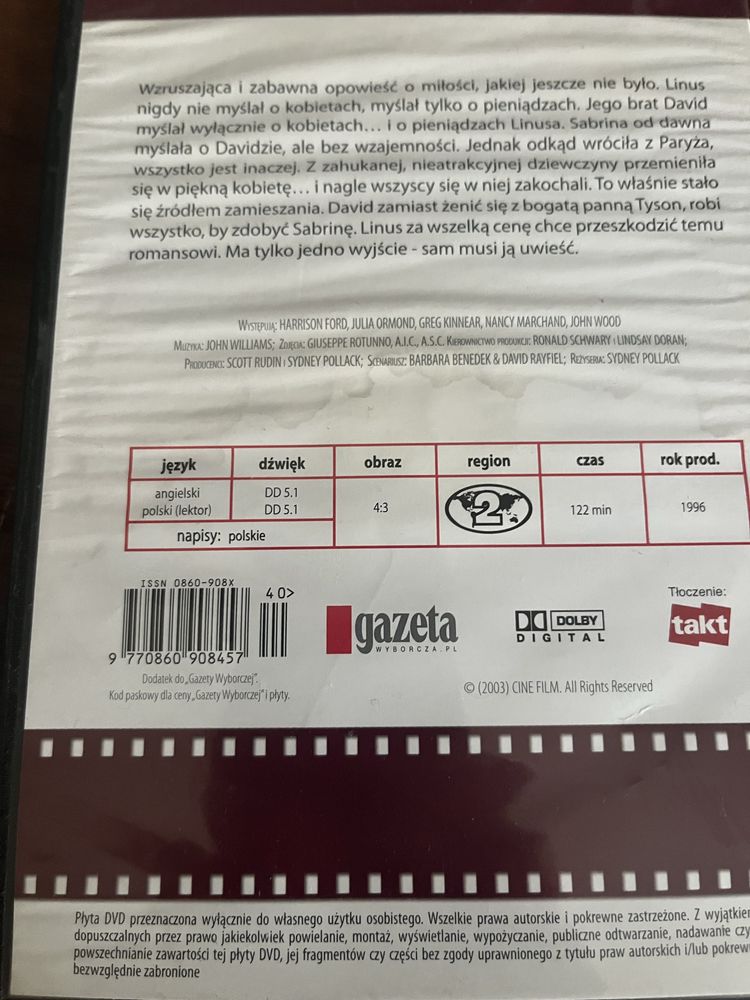 Wzruszająca i zabawna opowieść o miłości, jakiej jeszcze nie było. Linus
nigdy nie myślał o kobietach, myślał tylko o pieniądzach. Jego brat David
myślał wyłącznie o kobietach... i o pieniądzach Linusa. Sabrina od dawna
myślała o Davidzie, ale bez wzajemności. Jednak odkąd wróciła z Paryża,
wszystko jest inaczej. Z zahukanej, nieatrakcyjnej dziewczyny przemieniła
się w piękną kobietę... i nagle wszyscy się w niej zakochali. To właśnie stało
się źródłem zamieszania. David zamiast żenić się z bogatą panną Tyson, robi
wszystko, by zdobyć Sabrinę. Linus za wszelką cenę chce przeszkodzić temu
romansowi. Ma tylko jedno wyjście - sam musi ją uwieść.
Występują: HARRISON FORD, JULIA ORMOND, GREG KINNEAR, NANCY MARCHAND, JOHN WOOD
Muzyka: JOHN WILLIAMS; Zdjęcia: GIUSEPPE ROTUNNO, A.I.C., A.S.C. Kierownictwo produkcji: RONALD SCHWARY i LINDSAY DORAN;
Producenci: SCOTT RUDIN i SYDNEY POLLACK; Scenariusz: BARBARA BENEDEK & DAVID RAYFIEL; Reżyseria: SYDNEY POLLACK
język dźwięk obraz region czas rok prod.
angielski DD 5.1
polski (lektor) DD 5.1 4:3 2 122 min 1996
napisy: polskie
ISSN 0860-908X
40>
9 770860 908457
Dodatek do „Gazety Wyborczej".
Kod paskowy dla ceny „Gazety Wyborczej" i płyty.
gazeta
WYBORCZA.PL
DOLBY
DIGITAL
Tłoczenie:
takt
© (2003) CINE FILM. All Rights Reserved
Płyta DVD przeznaczona wyłącznie do własnego użytku osobistego. Wszelkie prawa autorskie i pokrewne zastrzeżone. Z wyjątkiem
dopuszczalnych przez prawo jakiekolwiek powielanie, montaż, wyświetlanie, wypożyczanie, publiczne odtwarzanie, nadawanie czy
powszechnianie zawartości tej płyty DVD, jej fragmentów czy części bez zgody uprawnionego z tytułu praw autorskich i/lub pokrew
bezwzględnie zabronione